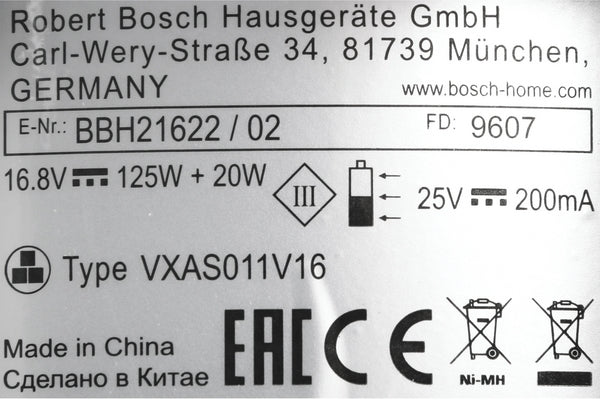 Robert Bosch Hausgeräte GmbH
Carl-Wery-Straße 34, 81739 München,
GERMANY www.bosch-home.com
E-Nr.: BBH21622 / 02 FD: 9607
16.8V 125W + 20W III 25V 200mA
Type VXAS011V16
Made in China
Сделано в Китае
EAC CE
Ni-MH